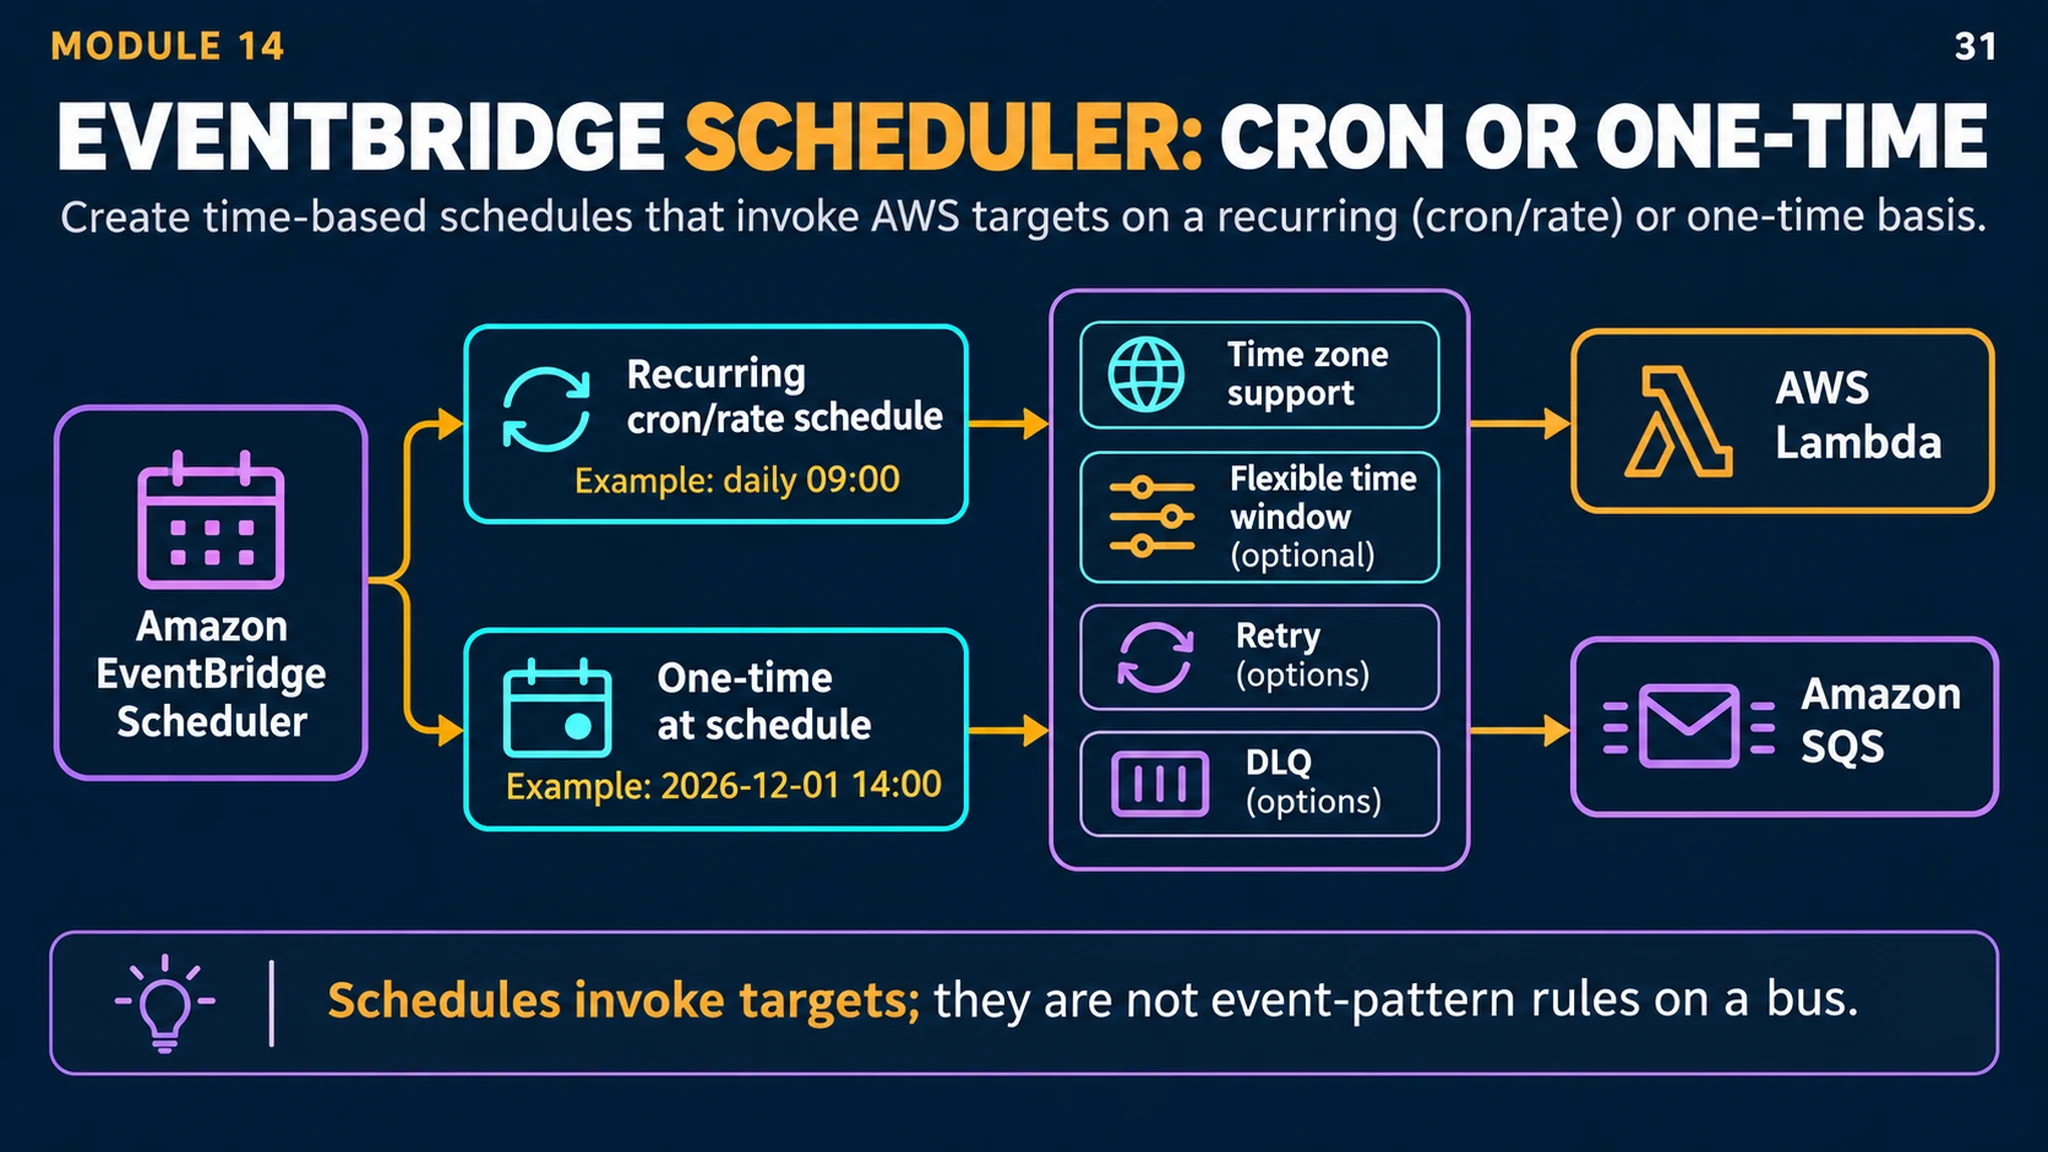 MODULE 14
31
EVENTBRIDGE SCHEDULER: CRON OR ONE-TIME
Create time-based schedules that invoke AWS targets on a recurring (cron/rate) or one-time basis.
Amazon
EventBridge
Scheduler
Recurring
cron/rate schedule
Example: daily 09:00
One-time
at schedule
Example: 2026-12-01 14:00
Time zone
support
Flexible time
window
(optional)
Retry
(options)
DLQ
(options)
AWS
Lambda
Amazon
SQS
Schedules invoke targets; they are not event-pattern rules on a bus.